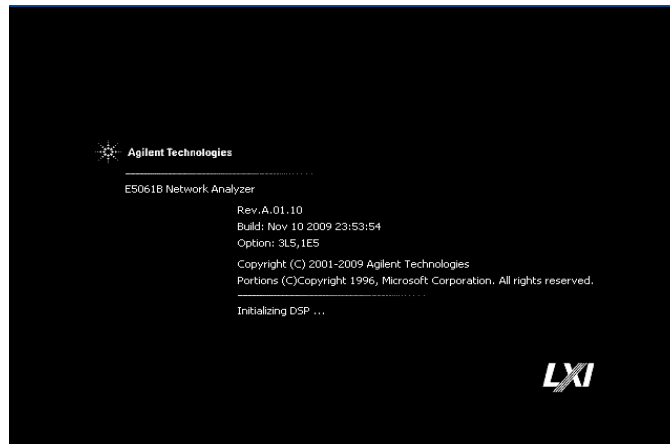 Agilent Technologies
E5061B Network Analyzer
Rev.A.01.10
Build: Nov 10 2009 23:53:54
Option: 3L5,1E5
Copyright (C) 2001-2009 Agilent Technologies
Portions (C)Copyright 1996, Microsoft Corporation. All rights reserved.
Initializing DSP ...
LXI